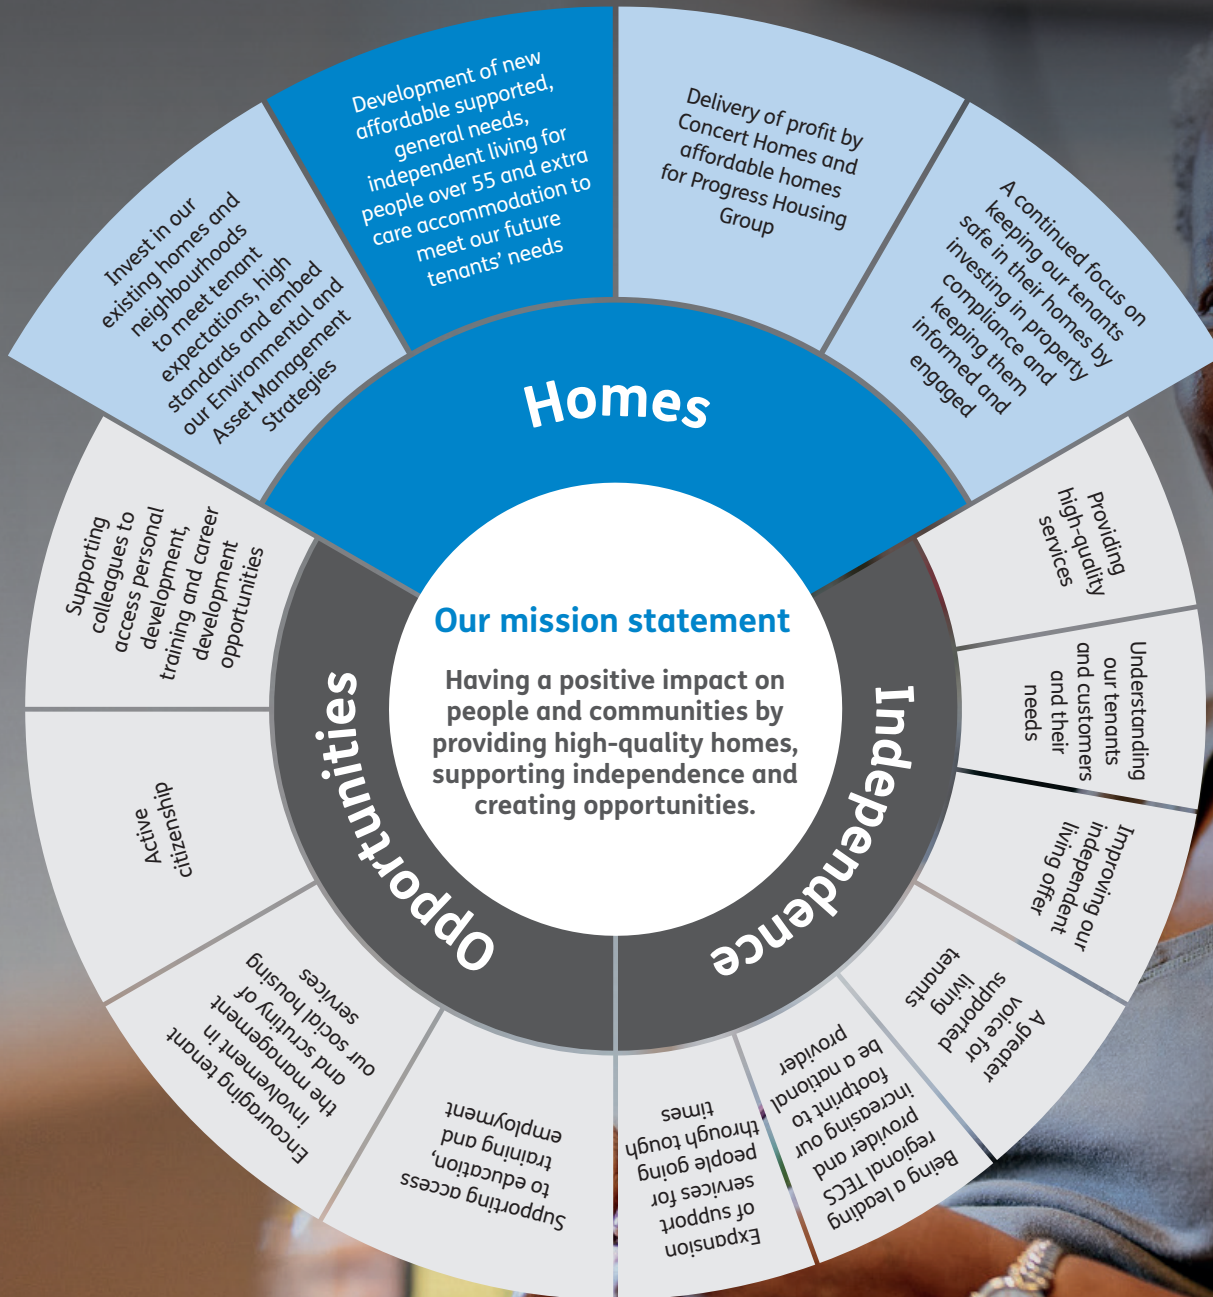 Our mission statement
Having a positive impact on
people and communities by
providing high-quality homes,
supporting independence and
creating opportunities.
Homes
Invest in our
existing homes and
neighbourhoods
to meet tenant
expectations, high
standards and embed
our Environmental and
Asset Management
Strategies
Development of new
affordable supported,
general needs,
independent living for
people over 55 and extra
care accommodation to
meet our future
tenants’ needs
Delivery of profit by
Concert Homes and
affordable homes
for Progress Housing
Group
A continued focus on
keeping our tenants
safe in their homes by
investing in property
compliance and
keeping them
informed and
engaged
Independence
Providing
high-quality
services
Understanding
our tenants
and customers
and their
needs
Improving our
independent
living offer
A greater
voice for
supported
living
tenants
Being a leading
regional TECS
provider and
increasing our
footprint to
be a national
provider
Expansion
of support
services for
people going
through tough
times
Opportunities
Supporting access
to education,
training and
employment
Encouraging tenant
involvement in
the management
and scrutiny of
our social housing
services
Active
citizenship
Supporting
colleagues to
access personal
development,
training and career
development
opportunities